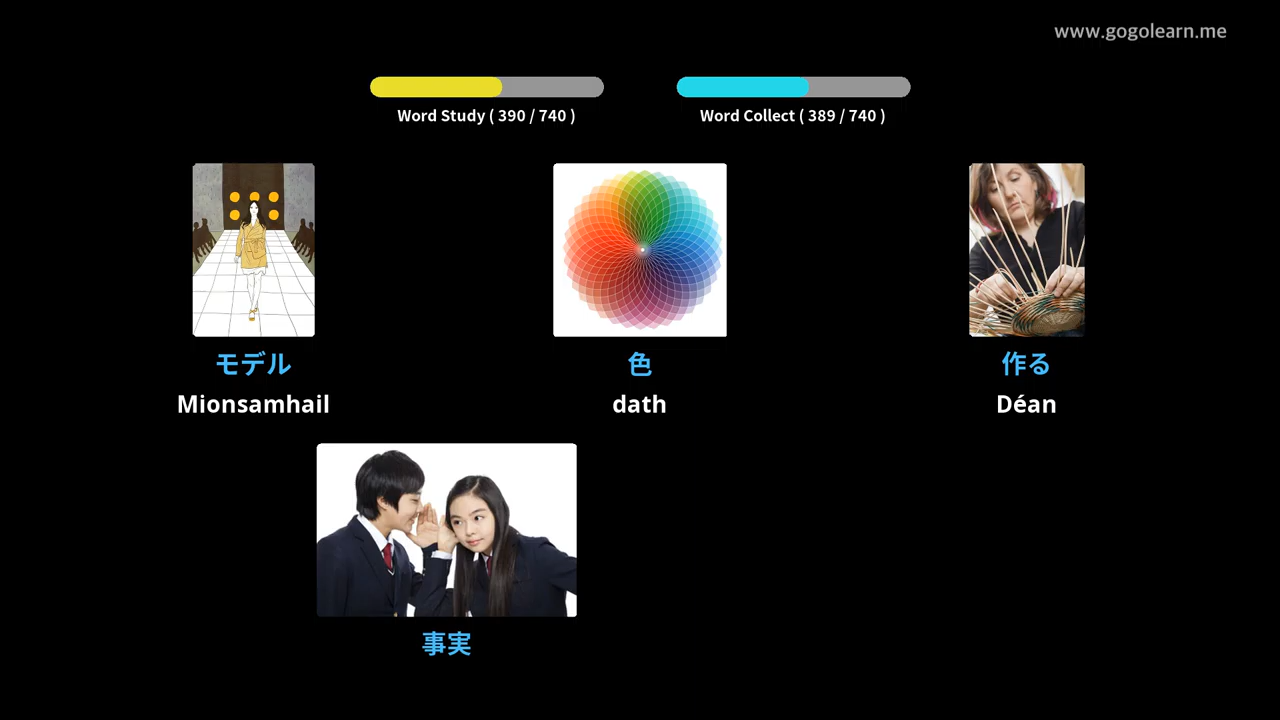 www.gogolearn.me
Word Study ( 390 / 740 )
Word Collect ( 389 / 740 )
モデル
色
作る
Mionsamhail
dath
Déan
事実